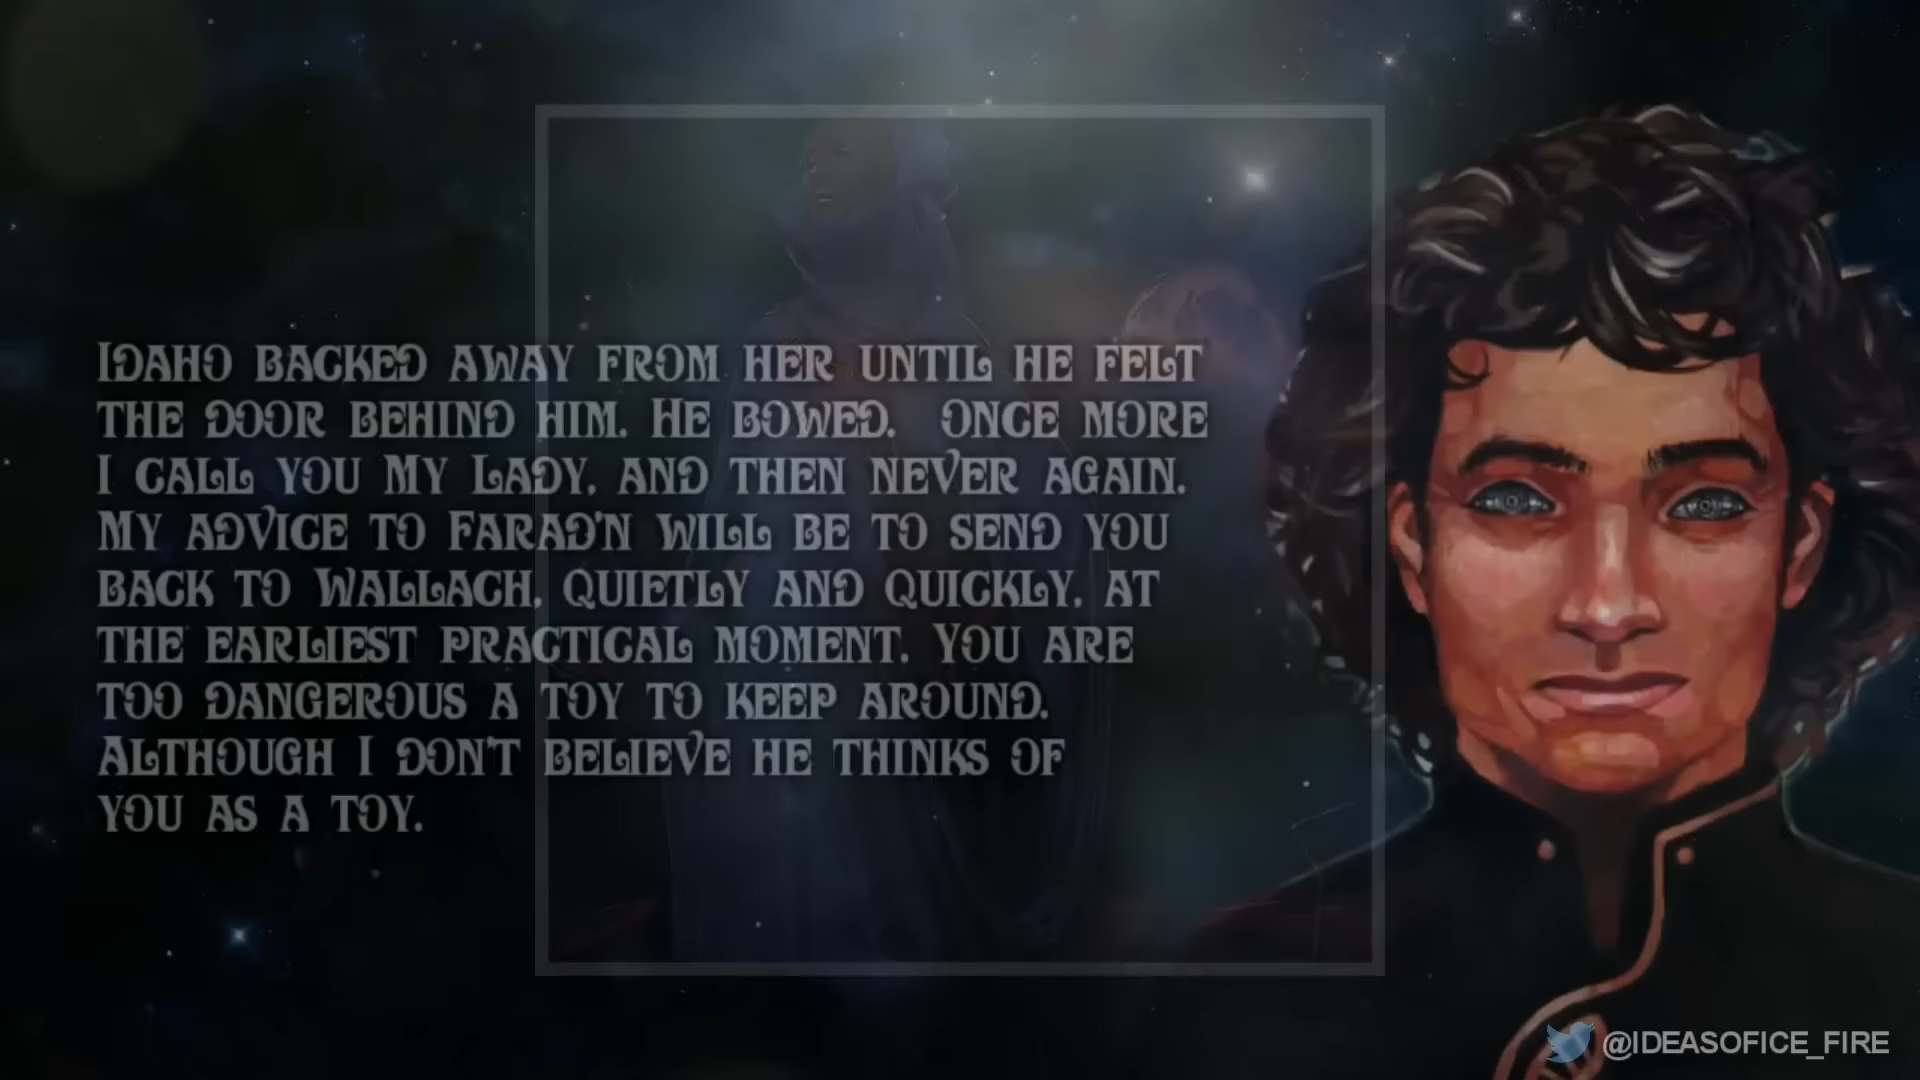 Idaho backed away from her until he felt
the door behind him. He bowed.  once more
I call you My Lady, and then never again.
My advice to Farad'n will be to send you
back to Wallach, quietly and quickly, at
the earliest practical moment. You are
too dangerous a toy to keep around.
Although I don't believe he thinks of
you as a toy.
@IDEASOFICE_FIRE